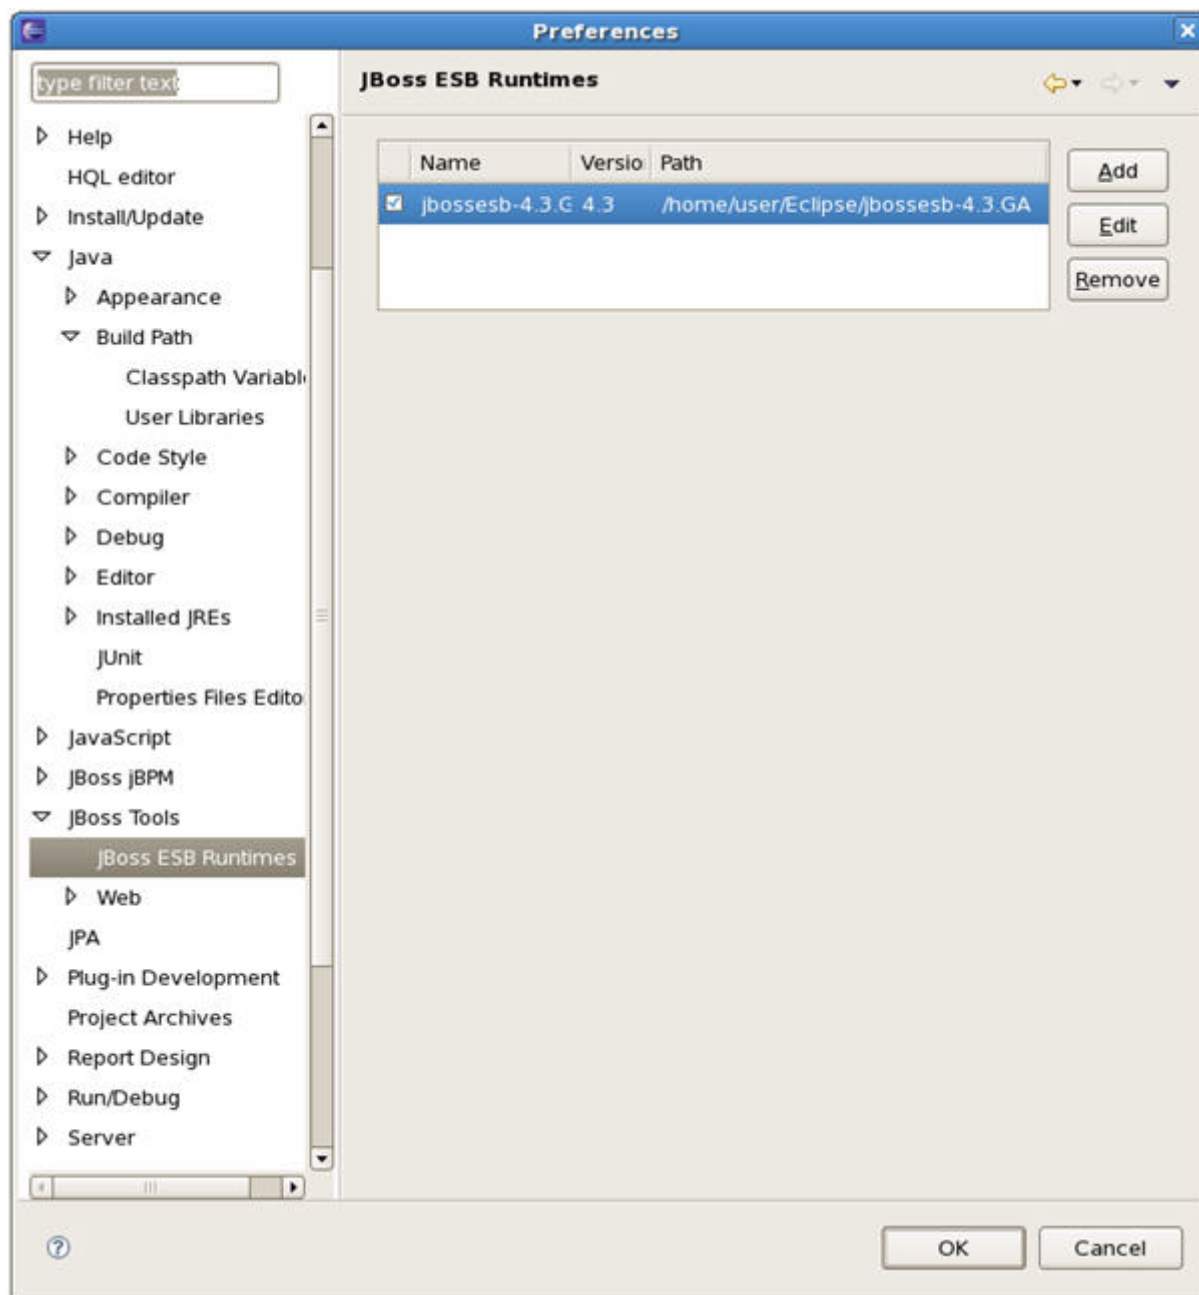 Preferences
type filter text
JBoss ESB Runtimes
Help
HQL editor
Install/Update
Java
Appearance
Build Path
Classpath Variabl
User Libraries
Code Style
Compiler
Debug
Editor
Installed JREs
JUnit
Properties Files Edito
JavaScript
JBoss jBPM
JBoss Tools
JBoss ESB Runtimes
Web
JPA
Plug-in Development
Project Archives
Report Design
Run/Debug
Server
Name Versio Path
jbossesb-4.3.G 4.3 /home/user/Eclipse/jbossesb-4.3.GA
Add
Edit
Remove
OK Cancel